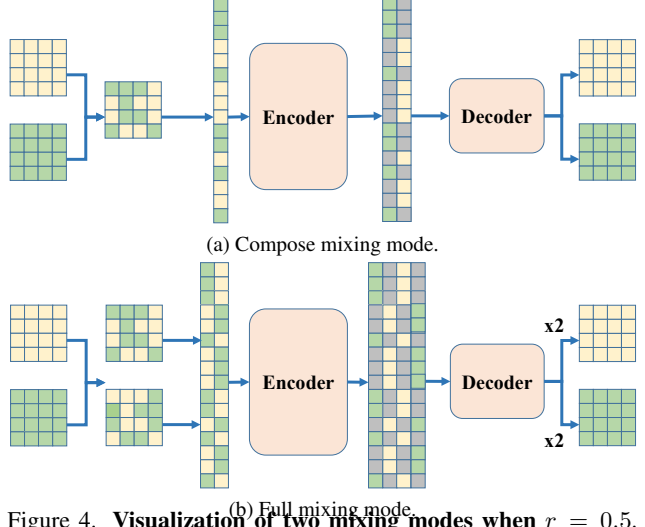 Encoder
Decoder
(a) Compose mixing mode.
Encoder
x2
Decoder
x2
(b) Full mixing mode.
Figure 4. Visualization of two mixing modes when r = 0.5.